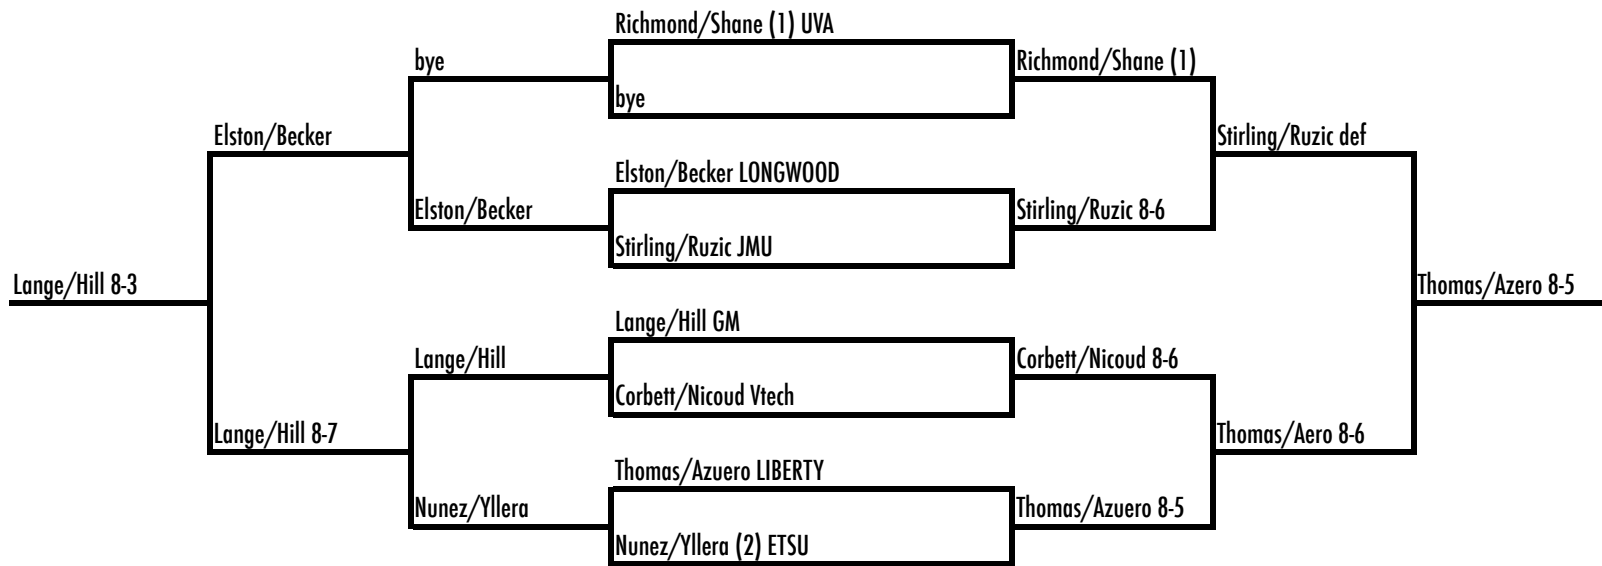 Richmond/Shane (1) UVA
bye
Richmond/Shane (1)
bye
Elston/Becker
Stirling/Ruzic def
Elston/Becker LONGWOOD
Elston/Becker
Stirling/Ruzic 8-6
Stirling/Ruzic JMU
Lange/Hill 8-3
Thomas/Azero 8-5
Lange/Hill GM
Lange/Hill
Corbett/Nicoud 8-6
Corbett/Nicoud Vtech
Lange/Hill 8-7
Thomas/Aero 8-6
Thomas/Azuero LIBERTY
Nunez/Yllera
Thomas/Azuero 8-5
Nunez/Yllera (2) ETSU